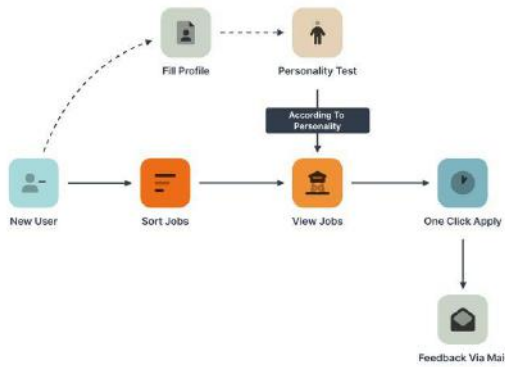 Fill Profile
Personality Test
According To
Personality
New User
Sort Jobs
View Jobs
One Click Apply
Feedback Via Mai